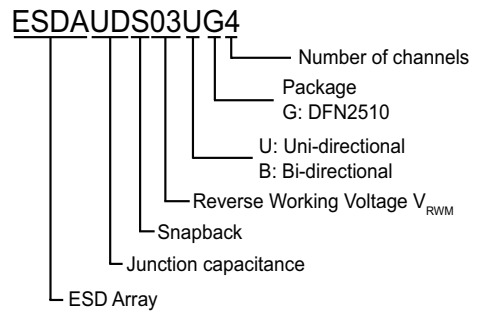 ESDAUDS03UG4
Number of channels
Package
G: DFN2510
U: Uni-directional
B: Bi-directional
Reverse Working Voltage VRWM
Snapback
Junction capacitance
ESD Array